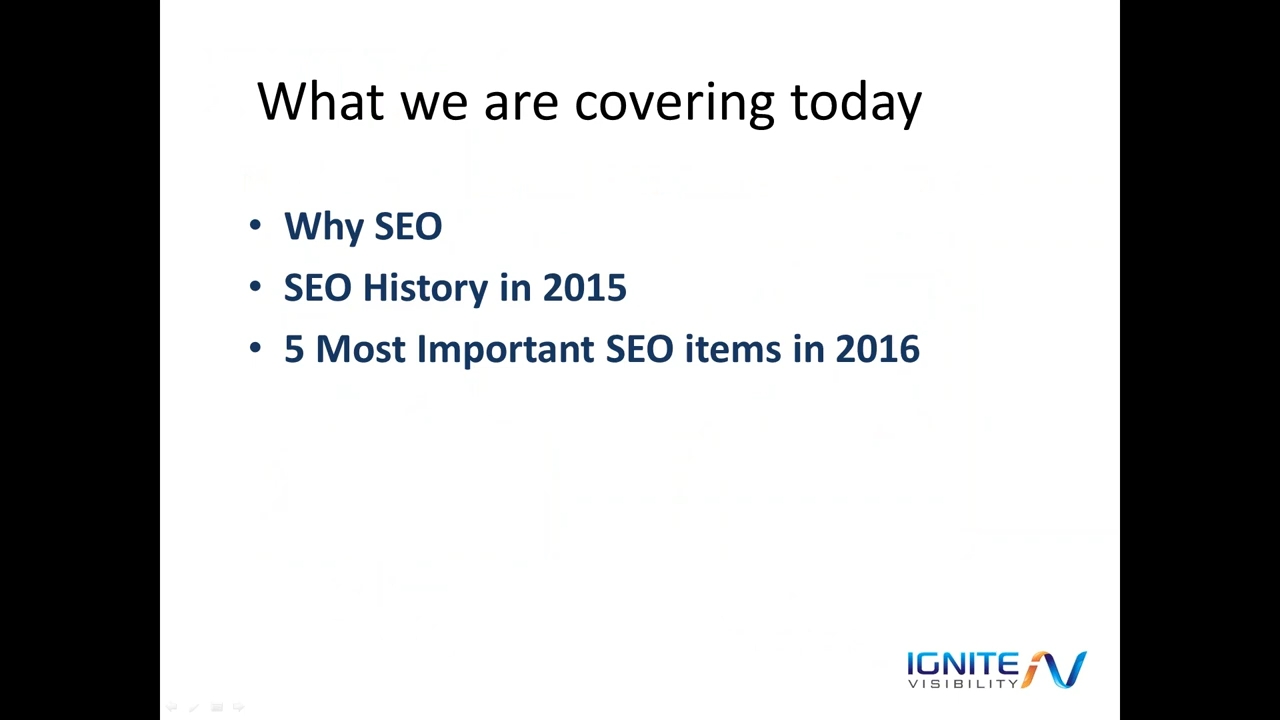 What we are covering today
• Why SEO
• SEO History in 2015
• 5 Most Important SEO items in 2016
IGNITE
VISIBILITY